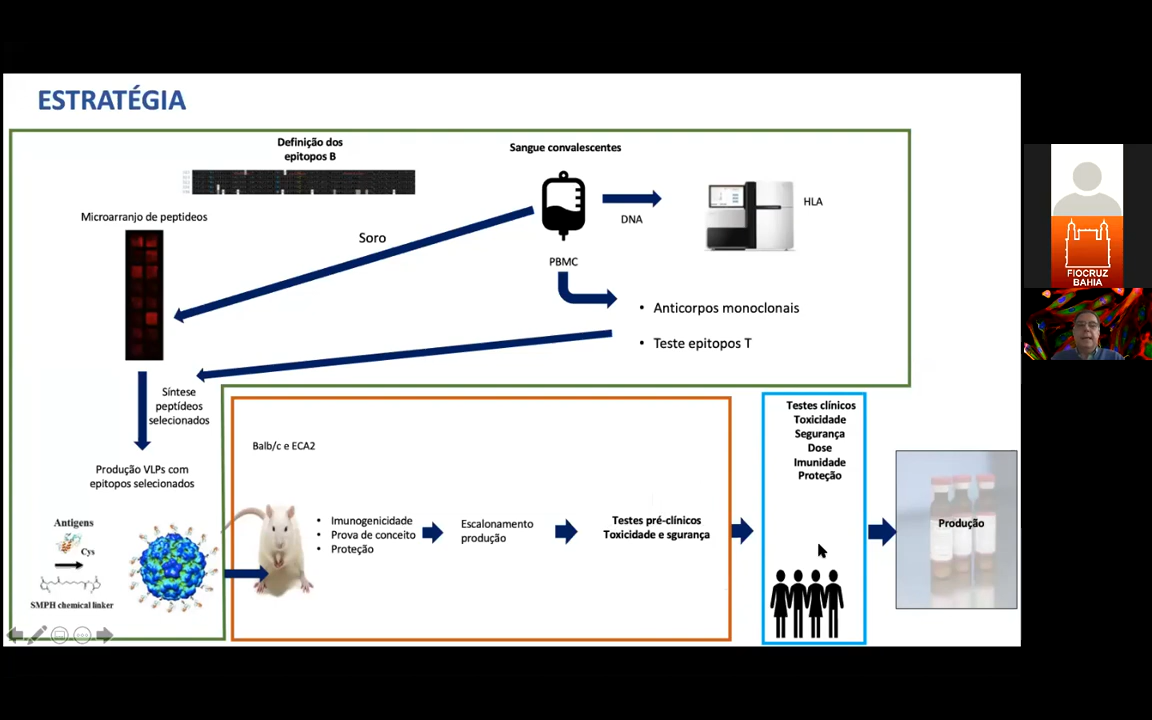 ESTRATÉGIA
Definição dos
epitopos B
Sangue convalescentes
Microarranjo de peptideos
Soro
DNA
HLA
PBMC
• Anticorpos monoclonais
• Teste epitopos T
Síntese
peptídeos
selecionados
Produção VLPs com
epitopos selecionados
Antigens
Cys
SMPH chemical linker
Balb/c e ECA2
• Imunogenicidade
• Prova de conceito
• Proteção
Escalonamento
produção
Testes pré-clínicos
Toxicidade e sgurança
Testes clínicos
Toxicidade
Segurança
Dose
Imunidade
Proteção
Produção
FIOCRUZ
BAHIA